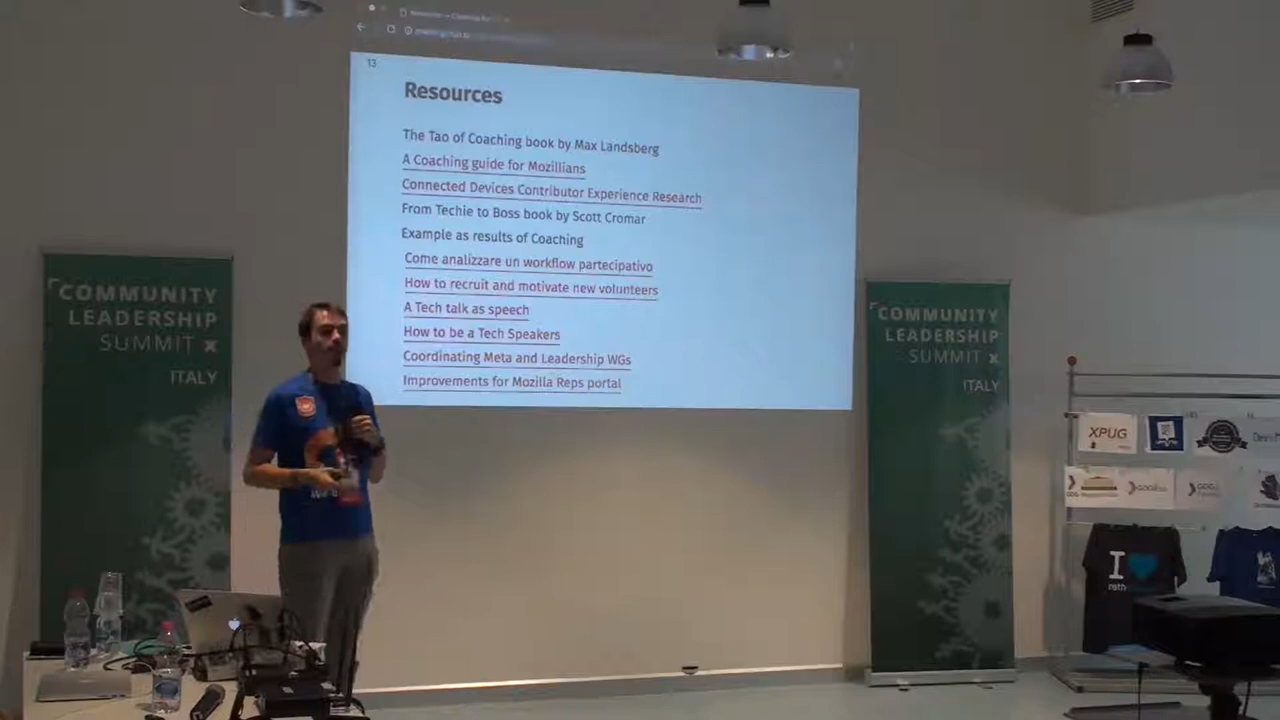 13
Resources
The Tao of Coaching book by Max Landsberg
A Coaching guide for Mozillians
Connected Devices Contributor Experience Research
From Techie to Boss book by Scott Cromar
Example as results of Coaching
Come analizzare un workflow partecipativo
How to recruit and motivate new volunteers
A Tech talk as speech
How to be a Tech Speakers
Coordinating Meta and Leadership WGs
Improvements for Mozilla Reps portal
COMMUNITY
LEADERSHIP
SUMMIT x
ITALY
COMMUNITY
LEADERSHIP
SUMMIT x
ITALY
XPUG
I